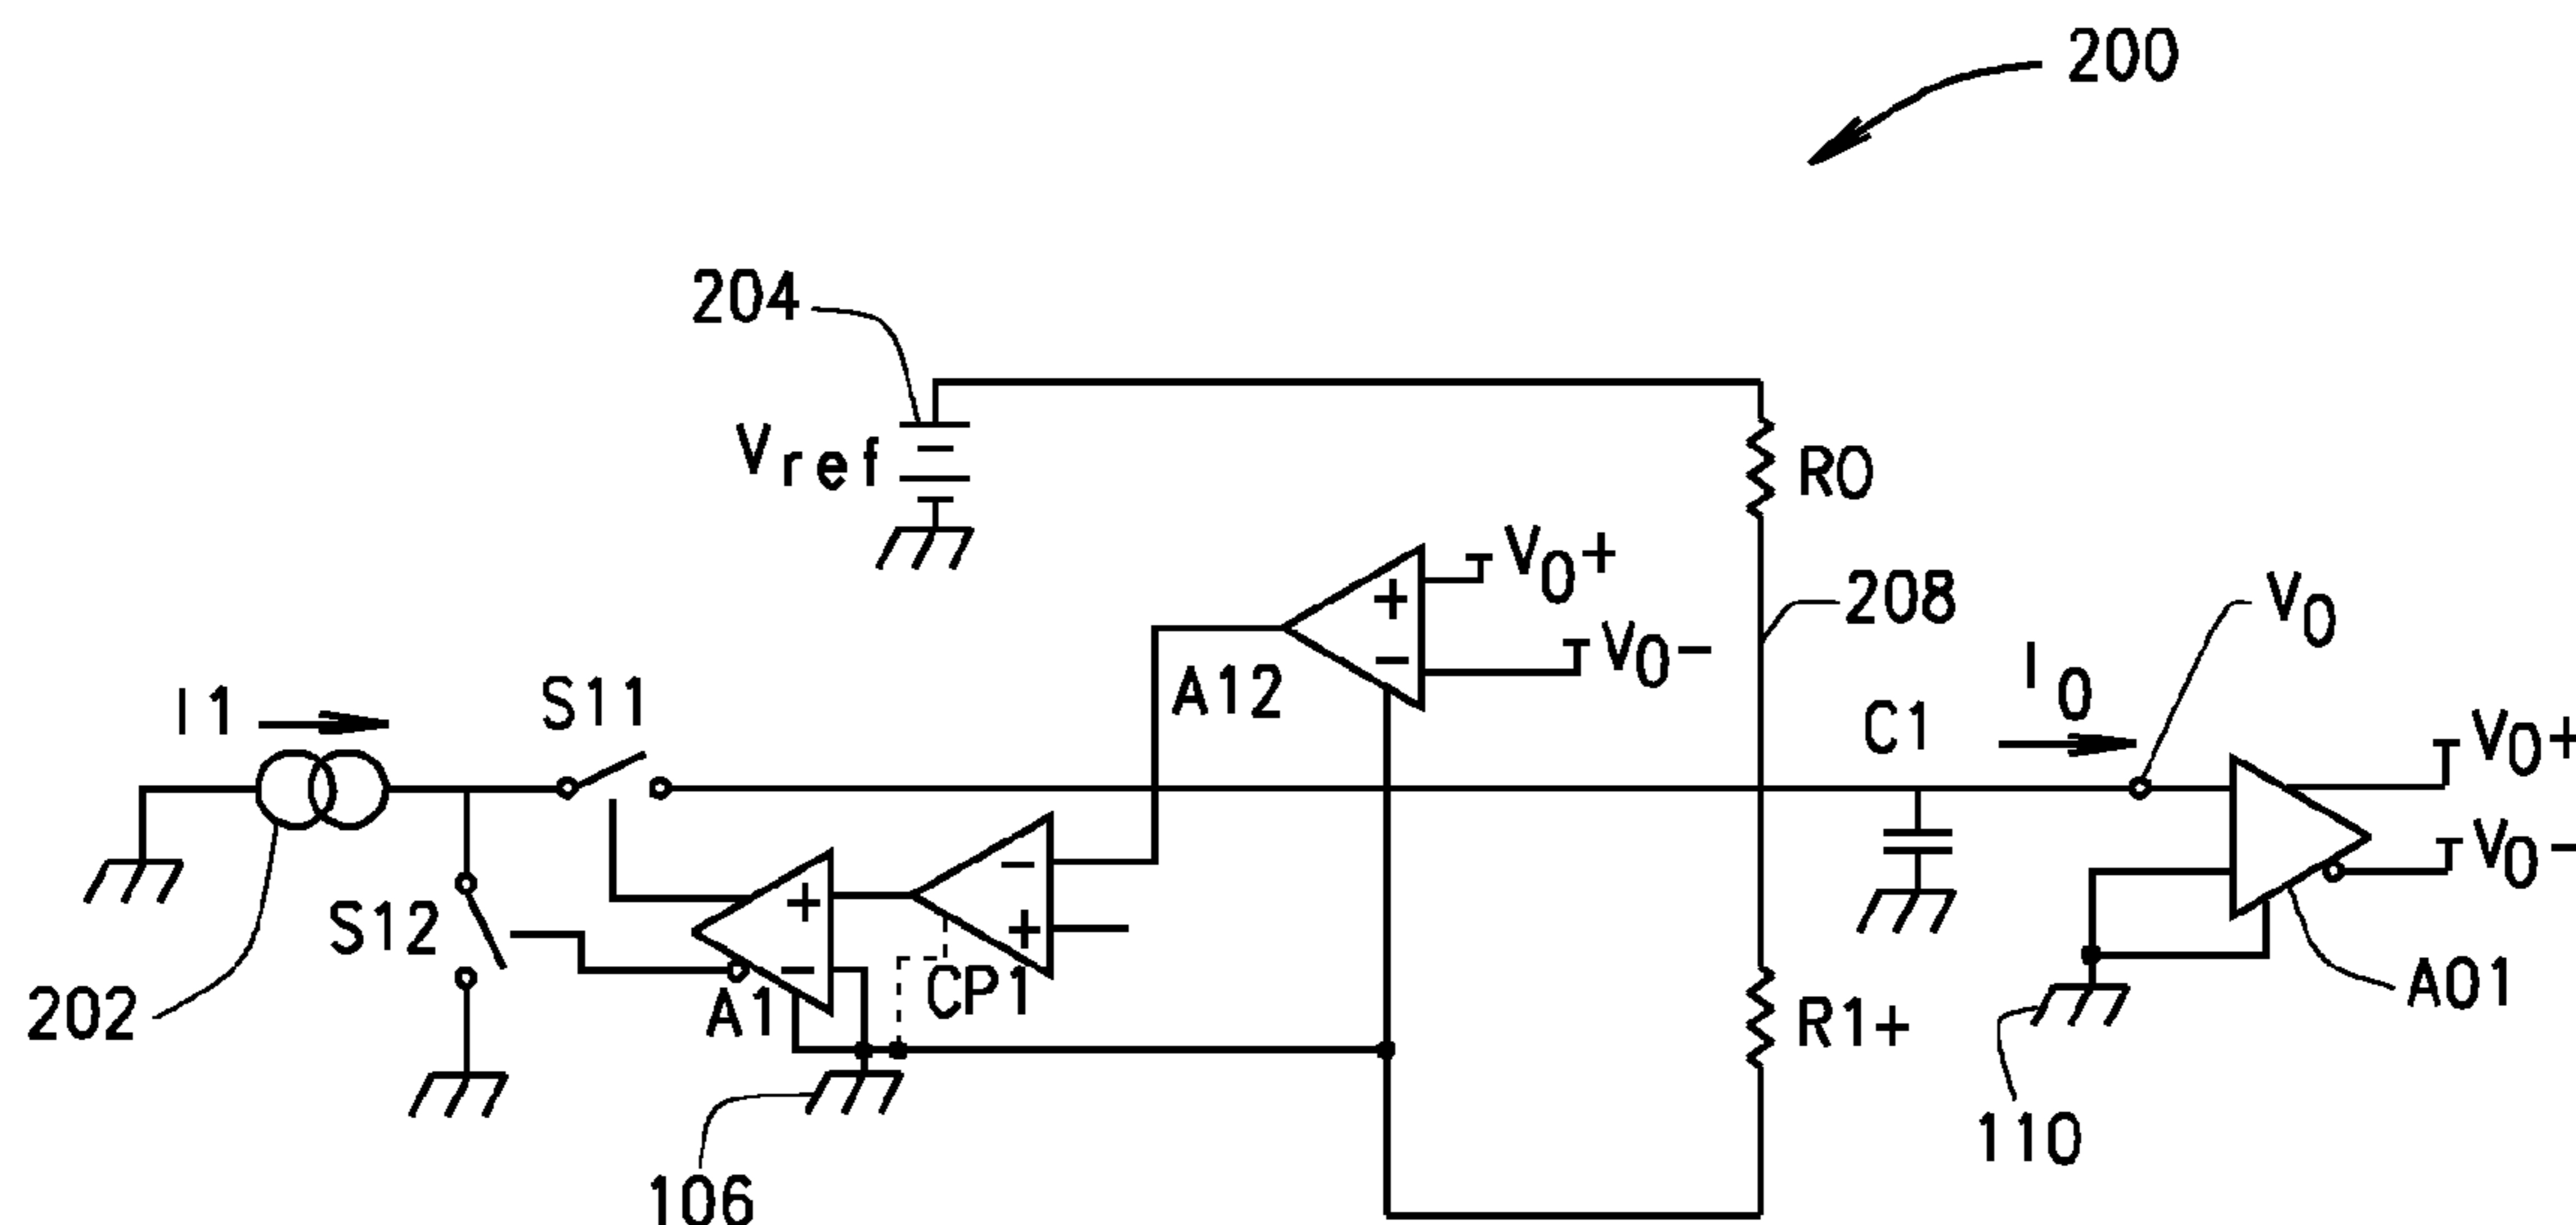 200
204
Vref
R0
V0+
V0-
208
V0
I0
A12
S11
I1
C1
V0+
V0-
+
-
-
+
+
-
S12
A1
CP1
R1+
A01
202
106
110